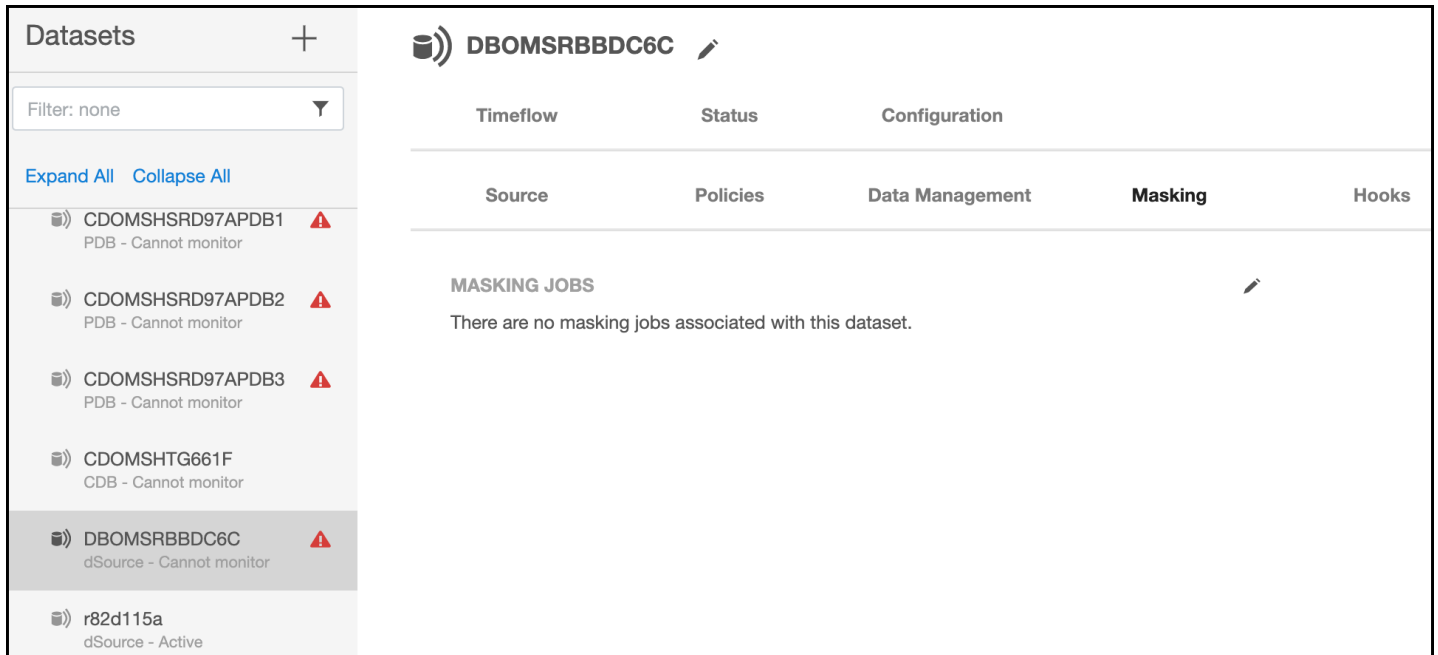 Datasets
Filter: none
Expand All Collapse All
CDOMSHSRD97APDB1
PDB - Cannot monitor
CDOMSHSRD97APDB2
PDB - Cannot monitor
CDOMSHSRD97APDB3
PDB - Cannot monitor
CDOMSHTG661F
CDB - Cannot monitor
DBOMSRBBDC6C
dSource - Cannot monitor
r82d115a
dSource - Active
DBOMSRBBDC6C
Timeflow Status Configuration
Source Policies Data Management Masking Hooks
MASKING JOBS
There are no masking jobs associated with this dataset.